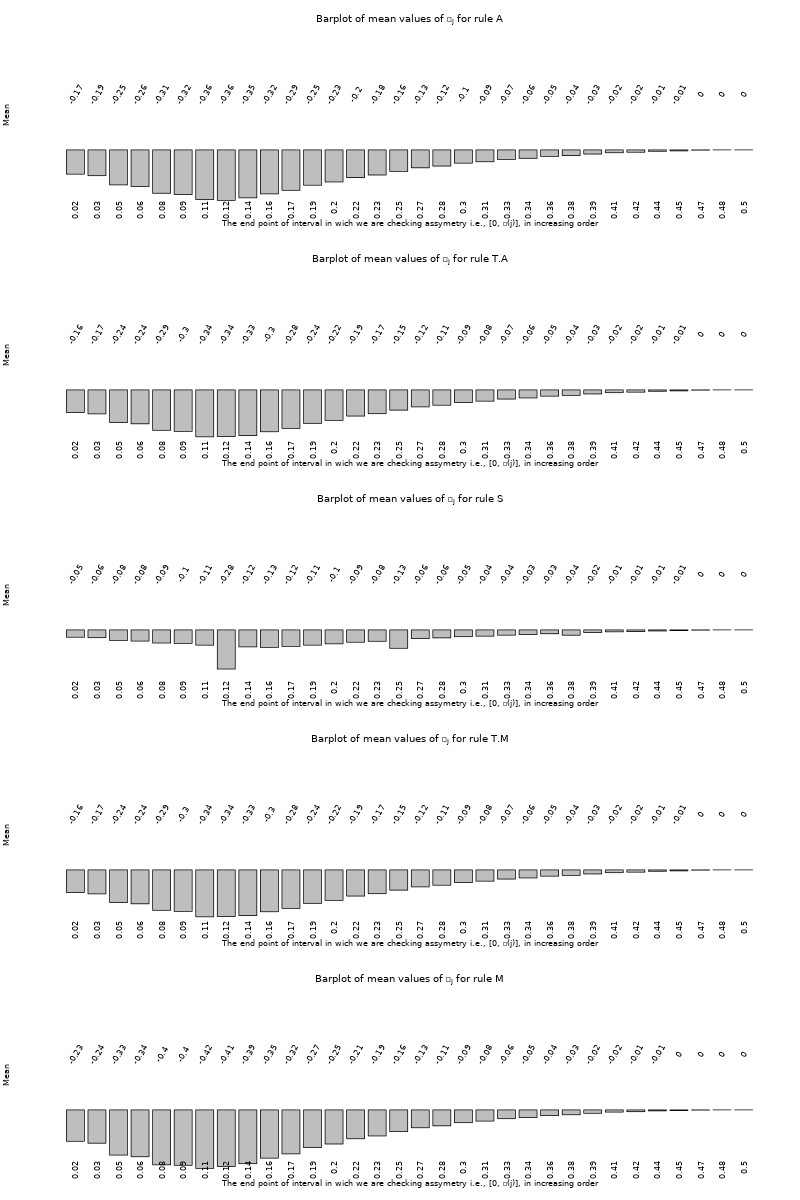 Barplot of mean values of □j for rule A
Mean
-0.17 -0.19 -0.25 -0.26 -0.31 -0.32 -0.36 -0.36 -0.35 -0.32 -0.29 -0.25 -0.23 -0.2 -0.18 -0.16 -0.13 -0.12 -0.1 -0.09 -0.07 -0.06 -0.05 -0.04 -0.03 -0.02 -0.02 -0.01 -0.01 0 0 0
0.02 0.03 0.05 0.06 0.08 0.09 0.11 0.12 0.14 0.16 0.17 0.19 0.2 0.22 0.23 0.25 0.27 0.28 0.3 0.31 0.33 0.34 0.36 0.38 0.39 0.41 0.42 0.44 0.45 0.47 0.48 0.5
The end point of interval in wich we are checking assymetry i.e., [0, □(j)], in increasing order
Barplot of mean values of □j for rule T.A
Mean
-0.16 -0.17 -0.24 -0.24 -0.29 -0.3 -0.34 -0.34 -0.33 -0.3 -0.28 -0.24 -0.22 -0.19 -0.17 -0.15 -0.12 -0.11 -0.09 -0.08 -0.07 -0.06 -0.05 -0.04 -0.03 -0.02 -0.02 -0.01 -0.01 0 0 0
0.02 0.03 0.05 0.06 0.08 0.09 0.11 0.12 0.14 0.16 0.17 0.19 0.2 0.22 0.23 0.25 0.27 0.28 0.3 0.31 0.33 0.34 0.36 0.38 0.39 0.41 0.42 0.44 0.45 0.47 0.48 0.5
The end point of interval in wich we are checking assymetry i.e., [0, □(j)], in increasing order
Barplot of mean values of □j for rule S
Mean
-0.05 -0.06 -0.08 -0.08 -0.09 -0.1 -0.11 -0.28 -0.12 -0.13 -0.12 -0.11 -0.1 -0.09 -0.08 -0.13 -0.06 -0.06 -0.05 -0.04 -0.04 -0.03 -0.03 -0.04 -0.02 -0.01 -0.01 -0.01 -0.01 0 0 0
0.02 0.03 0.05 0.06 0.08 0.09 0.11 0.12 0.14 0.16 0.17 0.19 0.2 0.22 0.23 0.25 0.27 0.28 0.3 0.31 0.33 0.34 0.36 0.38 0.39 0.41 0.42 0.44 0.45 0.47 0.48 0.5
The end point of interval in wich we are checking assymetry i.e., [0, □(j)], in increasing order
Barplot of mean values of □j for rule T.M
Mean
-0.16 -0.17 -0.24 -0.24 -0.29 -0.3 -0.34 -0.34 -0.33 -0.3 -0.28 -0.24 -0.22 -0.19 -0.17 -0.15 -0.12 -0.11 -0.09 -0.08 -0.07 -0.06 -0.05 -0.04 -0.03 -0.02 -0.02 -0.01 -0.01 0 0 0
0.02 0.03 0.05 0.06 0.08 0.09 0.11 0.12 0.14 0.16 0.17 0.19 0.2 0.22 0.23 0.25 0.27 0.28 0.3 0.31 0.33 0.34 0.36 0.38 0.39 0.41 0.42 0.44 0.45 0.47 0.48 0.5
The end point of interval in wich we are checking assymetry i.e., [0, □(j)], in increasing order
Barplot of mean values of □j for rule M
Mean
-0.23 -0.24 -0.33 -0.34 -0.4 -0.4 -0.42 -0.41 -0.39 -0.35 -0.32 -0.27 -0.25 -0.21 -0.19 -0.16 -0.13 -0.11 -0.09 -0.08 -0.06 -0.05 -0.04 -0.03 -0.02 -0.02 -0.01 -0.01 0 0 0 0
0.02 0.03 0.05 0.06 0.08 0.09 0.11 0.12 0.14 0.16 0.17 0.19 0.2 0.22 0.23 0.25 0.27 0.28 0.3 0.31 0.33 0.34 0.36 0.38 0.39 0.41 0.42 0.44 0.45 0.47 0.48 0.5
The end point of interval in wich we are checking assymetry i.e., [0, □(j)], in increasing order